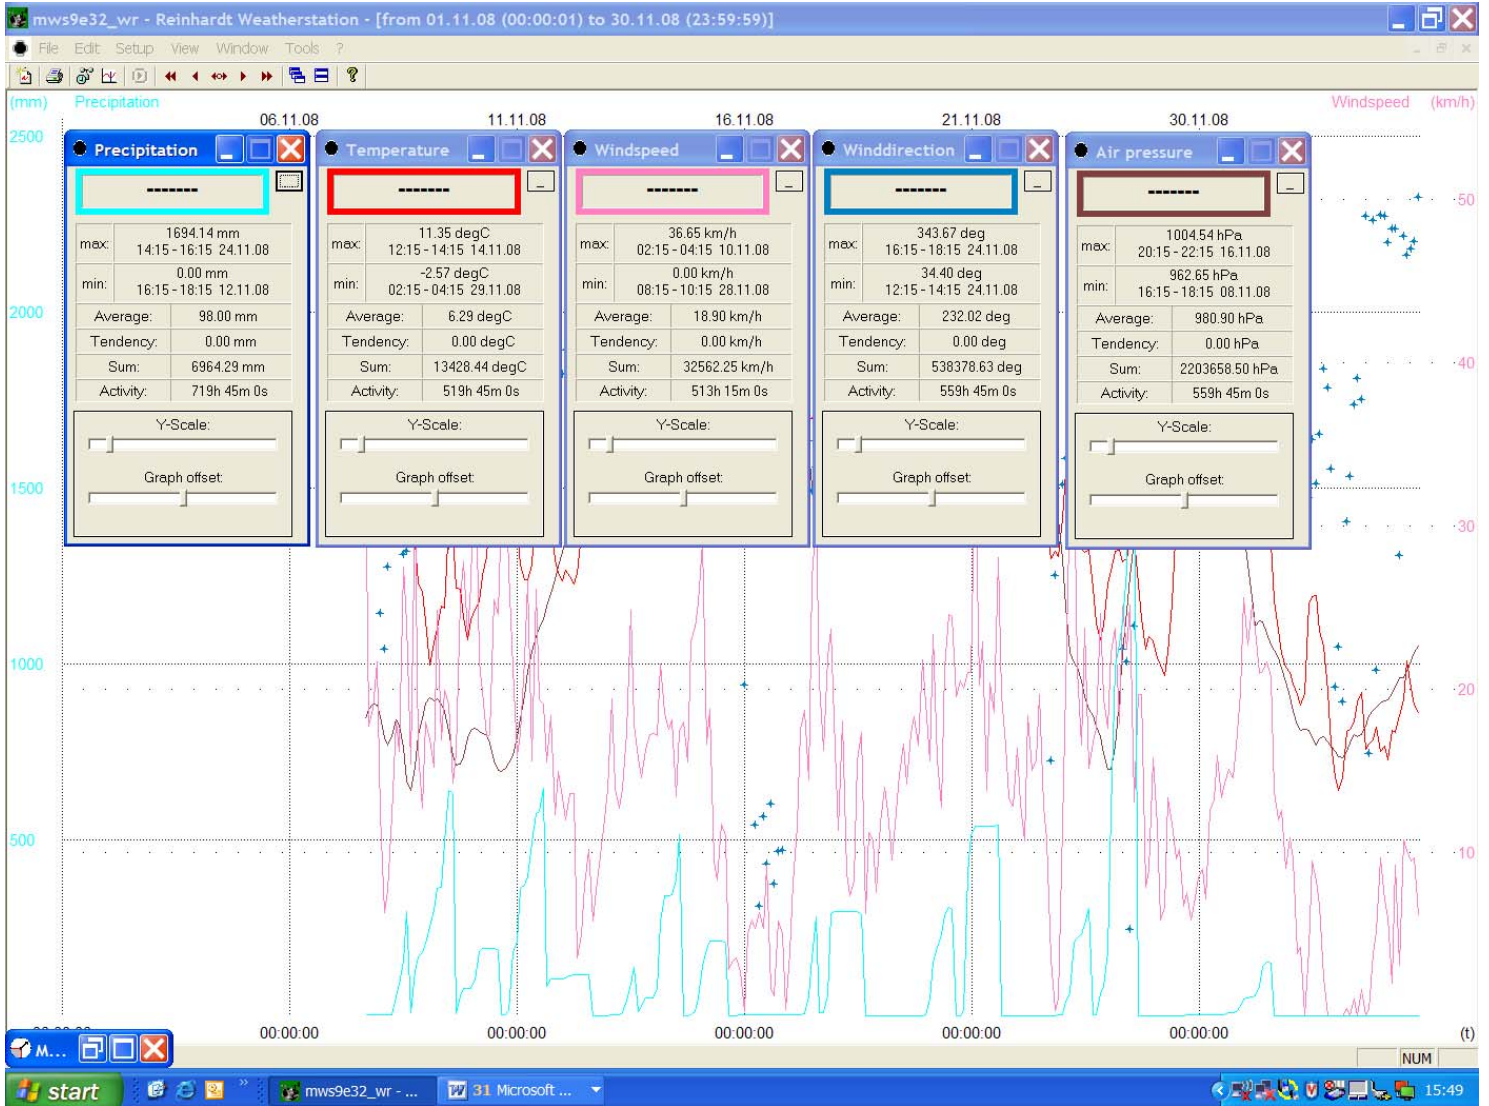 mws9e32_wr - Reinhardt Weatherstation - [from 01.11.08 (00:00:01) to 30.11.08 (23:59:59)]
File Edit Setup View Window Tools ?
(mm) Precipitation Windspeed (km/h)
06.11.08 11.11.08 16.11.08 21.11.08 30.11.08
2500
2000
1500
1000
500
50
40
30
20
10
Precipitation
-------
max: 1694.14 mm
14:15 - 16:15 24.11.08
min: 0.00 mm
16:15 - 18:15 12.11.08
Average: 98.00 mm
Tendency: 0.00 mm
Sum: 6964.29 mm
Activity: 719h 45m 0s
Y-Scale:
Graph offset:
Temperature
-------
max: 11.35 degC
12:15 - 14:15 14.11.08
min: -2.57 degC
02:15 - 04:15 29.11.08
Average: 6.29 degC
Tendency: 0.00 degC
Sum: 13428.44 degC
Activity: 519h 45m 0s
Y-Scale:
Graph offset:
Windspeed
-------
max: 36.65 km/h
02:15 - 04:15 10.11.08
min: 0.00 km/h
08:15 - 10:15 28.11.08
Average: 18.90 km/h
Tendency: 0.00 km/h
Sum: 32562.25 km/h
Activity: 513h 15m 0s
Y-Scale:
Graph offset:
Winddirection
-------
max: 343.67 deg
16:15 - 18:15 24.11.08
min: 34.40 deg
12:15 - 14:15 24.11.08
Average: 232.02 deg
Tendency: 0.00 deg
Sum: 538378.63 deg
Activity: 559h 45m 0s
Y-Scale:
Graph offset:
Air pressure
-------
max: 1004.54 hPa
20:15 - 22:15 16.11.08
min: 962.65 hPa
16:15 - 18:15 08.11.08
Average: 980.90 hPa
Tendency: 0.00 hPa
Sum: 2203658.50 hPa
Activity: 559h 45m 0s
Y-Scale:
Graph offset:
00:00:00 00:00:00 00:00:00 00:00:00 00:00:00 (t)
M...
NUM
start mws9e32_wr - ... 31 Microsoft ... 15:49